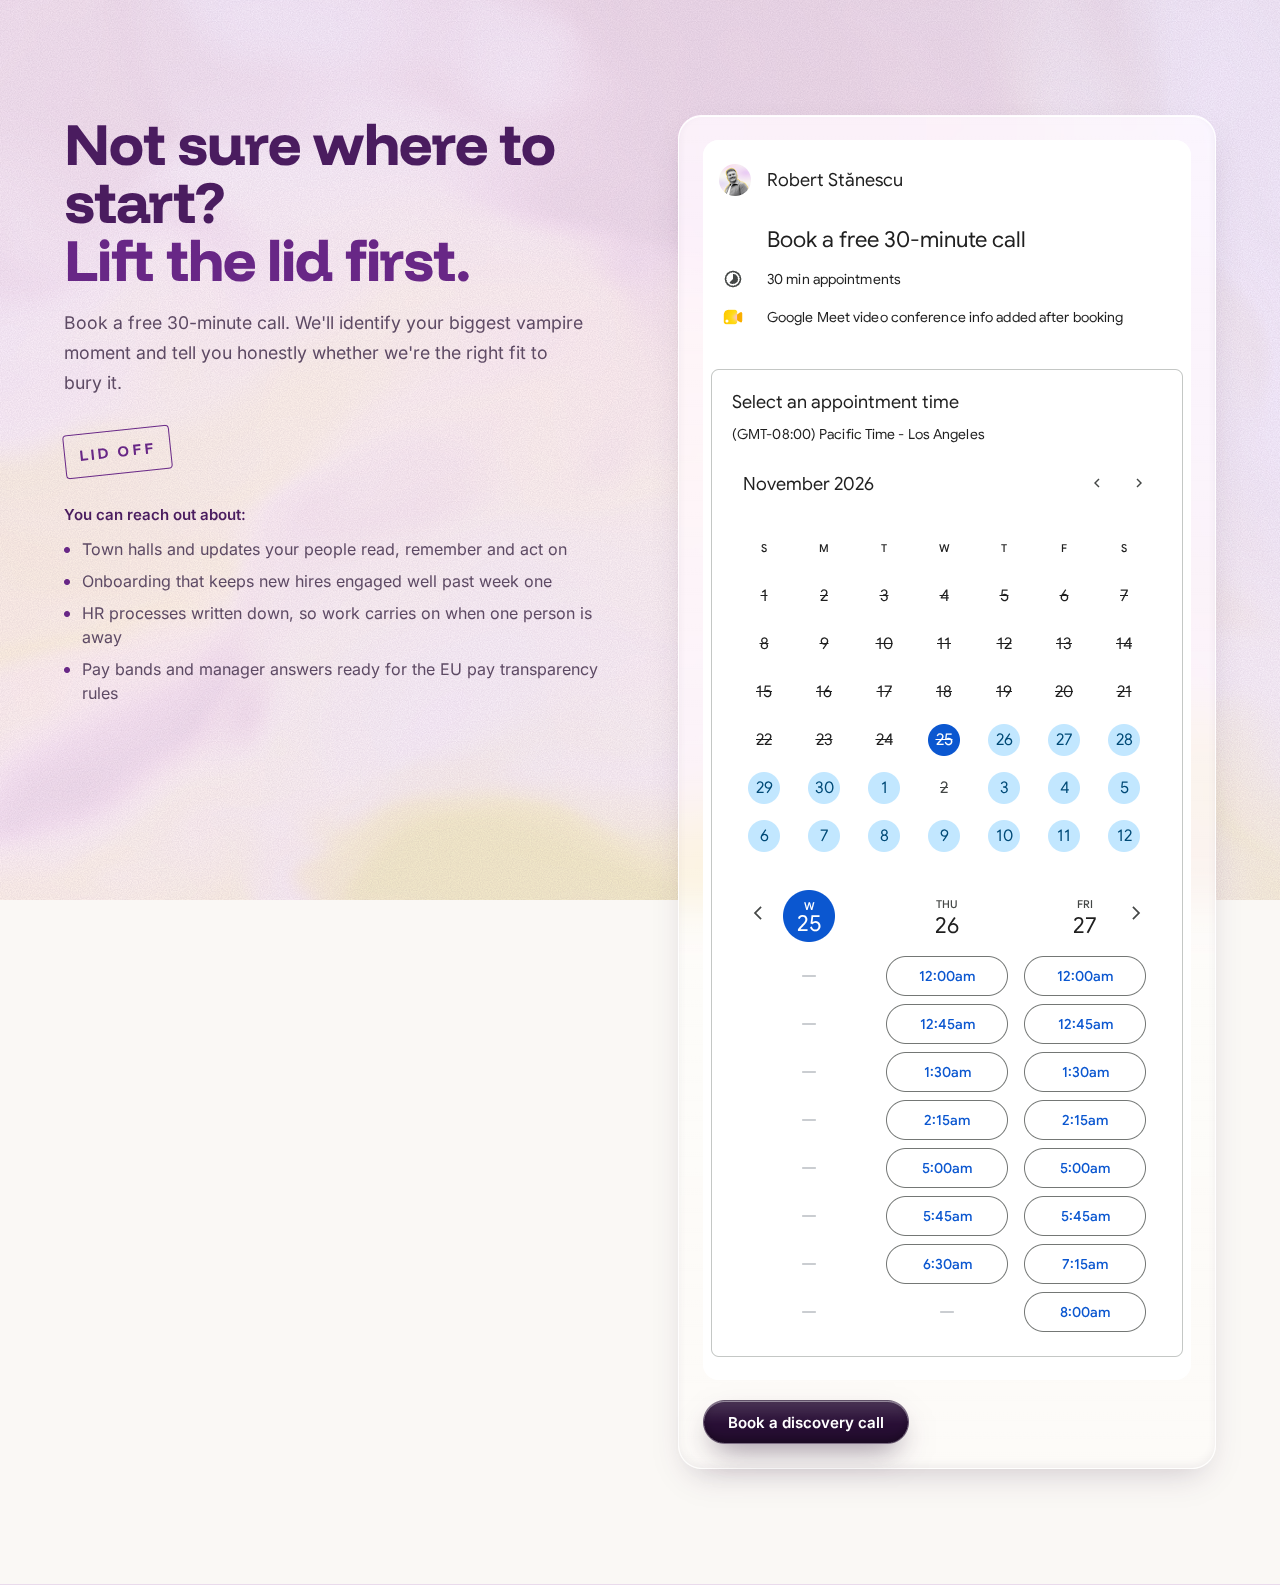 Not sure where to
start?
Lift the lid first.
Book a free 30-minute call. We'll identify your biggest vampire
moment and tell you honestly whether we're the right fit to
bury it.
LID OFF
You can reach out about:
Town halls and updates your people read, remember and act on
Onboarding that keeps new hires engaged well past week one
HR processes written down, so work carries on when one person is
away
Pay bands and manager answers ready for the EU pay transparency
rules
Robert Stănescu
Book a free 30-minute call
30 min appointments
Google Meet video conference info added after booking
Select an appointment time
(GMT-08:00) Pacific Time - Los Angeles
November 2026
S M T W T F S
1 2 3 4 5 6 7
8 9 10 11 12 13 14
15 16 17 18 19 20 21
22 23 24 25 26 27 28
29 30 1 2 3 4 5
6 7 8 9 10 11 12
W THU FRI
25 26 27
— 12:00am 12:00am
— 12:45am 12:45am
— 1:30am 1:30am
— 2:15am 2:15am
— 5:00am 5:00am
— 5:45am 5:45am
— 6:30am 7:15am
— — 8:00am
Book a discovery call